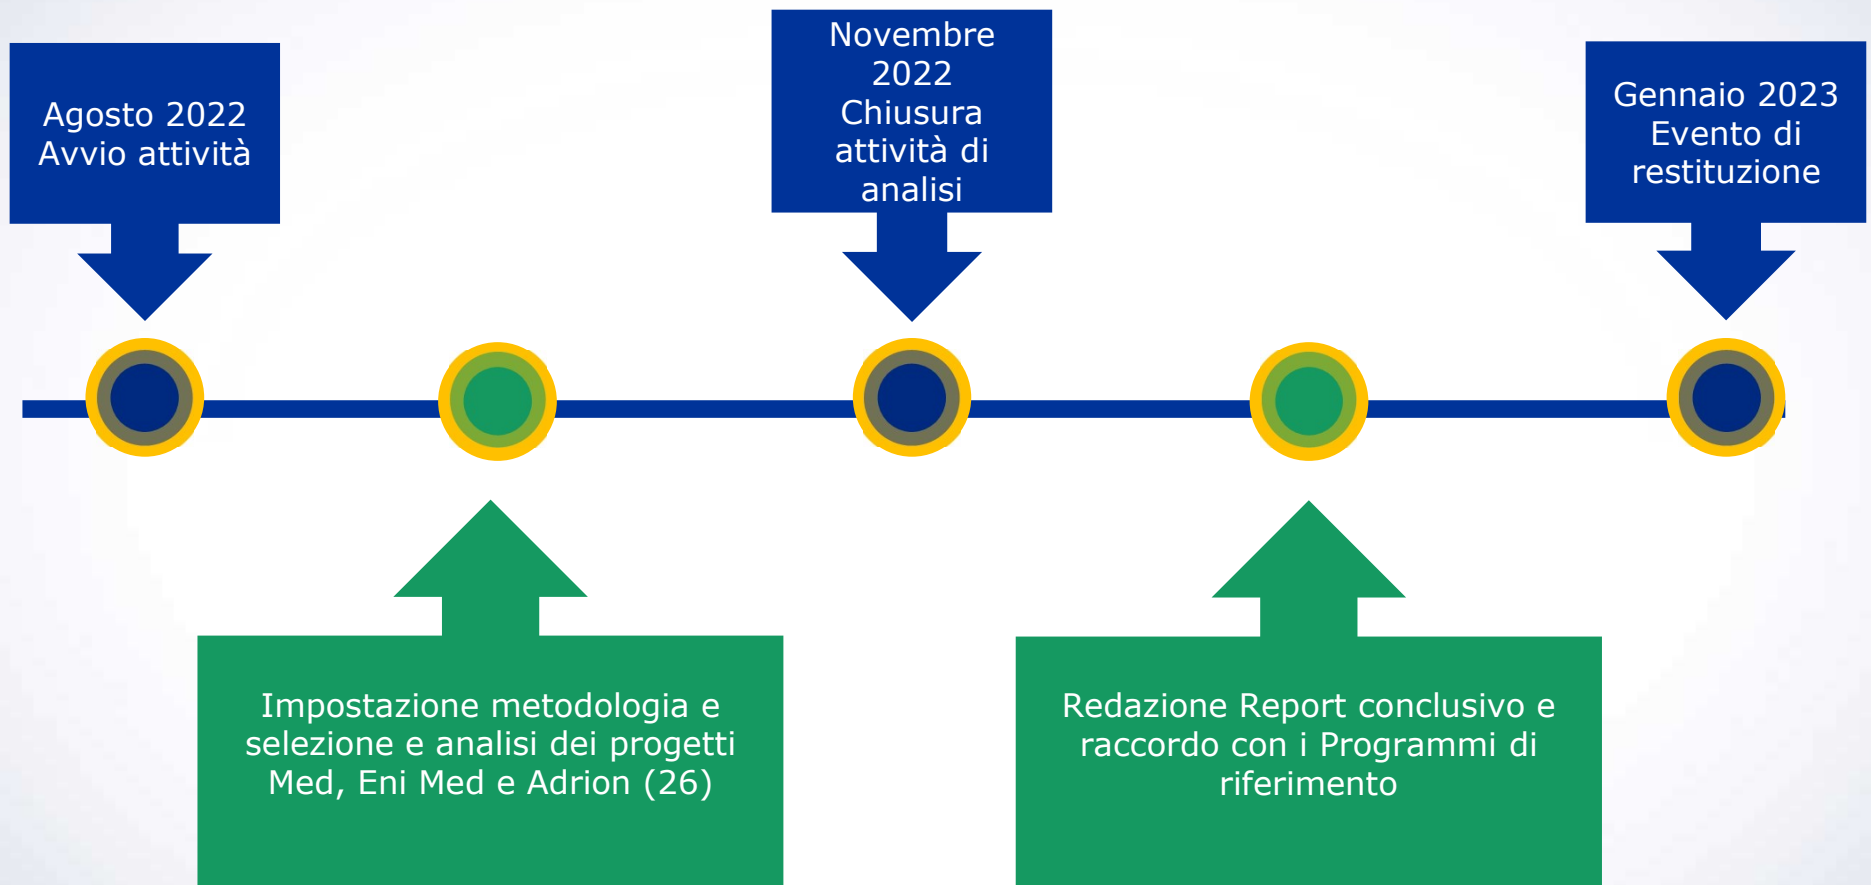 Agosto 2022
Avvio attività
Novembre
2022
Chiusura
attività di
analisi
Gennaio 2023
Evento di
restituzione
Impostazione metodologia e
selezione e analisi dei progetti
Med, Eni Med e Adrion (26)
Redazione Report conclusivo e
raccordo con i Programmi di
riferimento